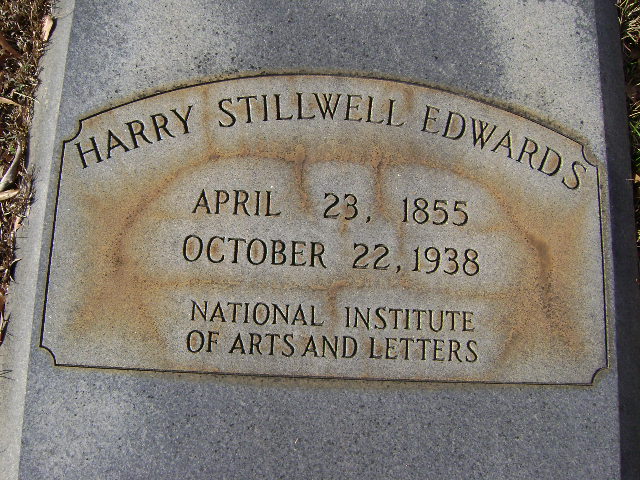 HARRY STILLWELL EDWARDS
APRIL 23, 1855
OCTOBER 22, 1938
NATIONAL INSTITUTE
OF ARTS AND LETTERS